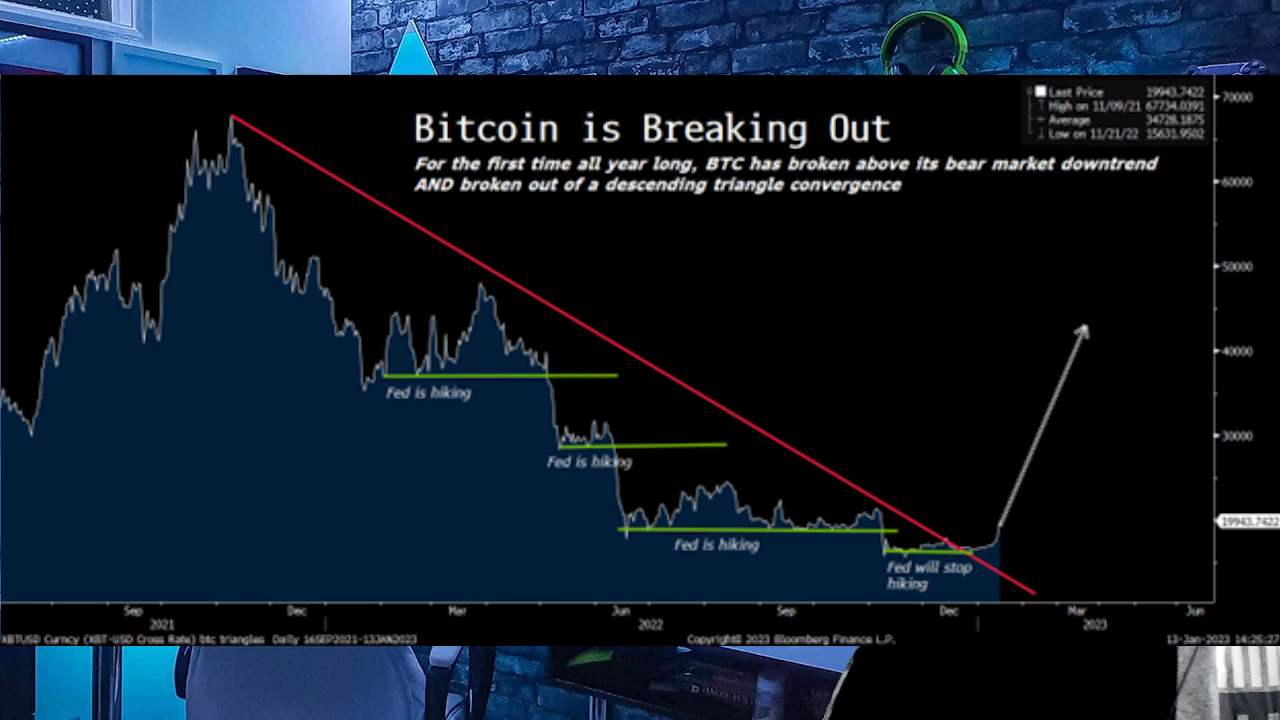 Bitcoin is Breaking Out
For the first time all year long, BTC has broken above its bear market downtrend
AND broken out of a descending triangle convergence
Last Price 19943.7422
High on 11/09/21 67734.0391
Average 34728.1875
Low on 11/21/22 15631.9502
70000
60000
50000
40000
30000
19943.7422
Fed is hiking
Fed is hiking
Fed is hiking
Fed will stop
hiking
Sep Dec Mar Jun Sep Dec Mar Jun
2021 2022 2023
XBTUSD Curncy (XBT-USD Cross Rate) btc triangles Daily 16SEP2021-13JAN2023 Copyright© 2023 Bloomberg Finance L.P. 13-Jan-2023 14:25:27